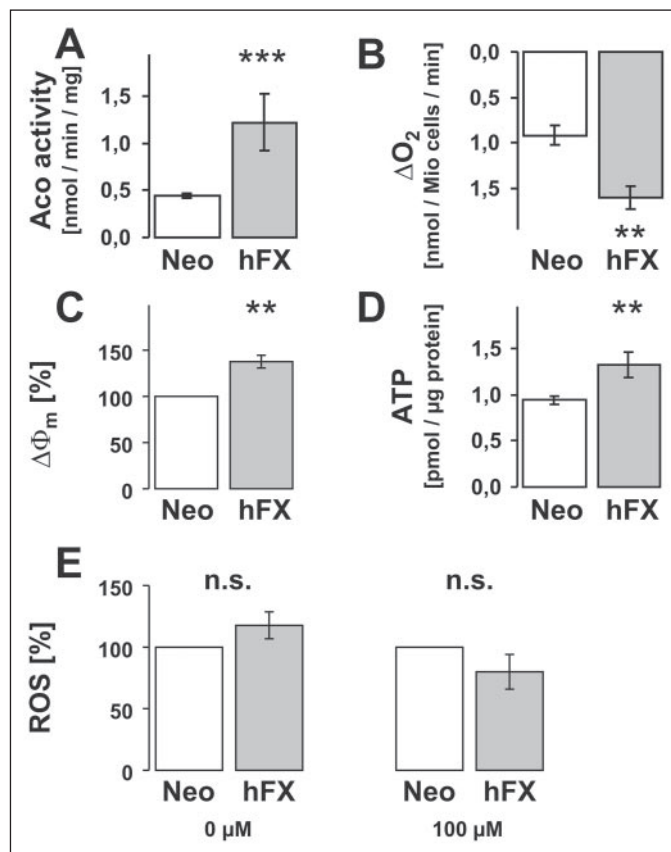 A
Aco activity
[nmol / min / mg]
1,5
1,0
0,5
0,0
***
Neo hFX
B
ΔO2
[nmol / Mio cells / min]
0,0
0,5
1,0
1,5
**
Neo hFX
C
ΔΦm [%]
150
100
50
0
**
Neo hFX
D
ATP
[pmol / µg protein]
1,5
1,0
0,5
0,0
**
Neo hFX
E
ROS [%]
150
100
50
0
n.s.
Neo hFX
0 µM
n.s.
Neo hFX
100 µM